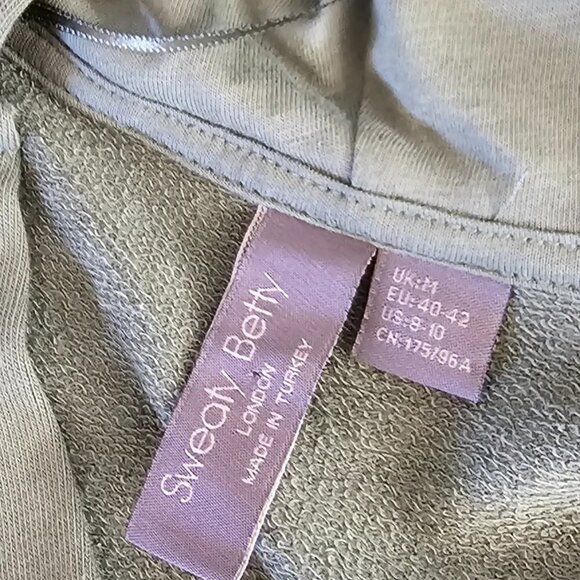 Sweaty Betty
LONDON
MADE IN TURKEY
UK:M
EU:40-42
US:8-10
CN:175/96A